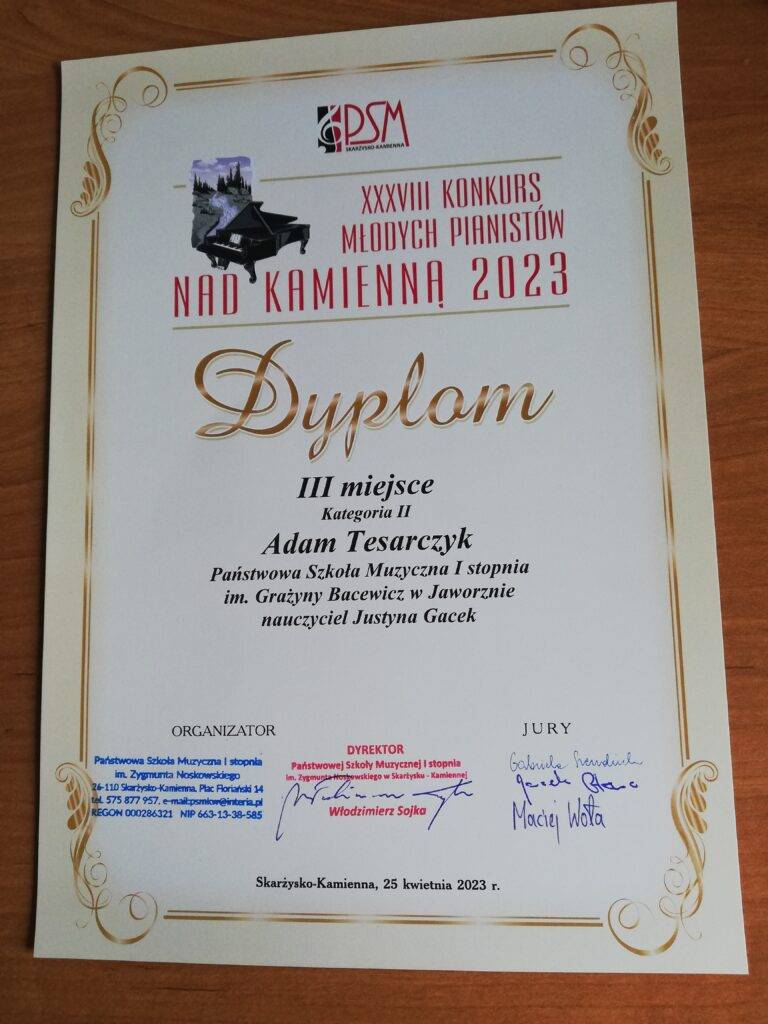 PSM
SKARŻYSKO-KAMIENNA
XXXVIII KONKURS
MŁODYCH PIANISTÓW
NAD KAMIENNĄ 2023
Dyplom
III miejsce
Kategoria II
Adam Tesarczyk
Państwowa Szkoła Muzyczna I stopnia
im. Grażyny Bacewicz w Jaworznie
nauczyciel Justyna Gacek
ORGANIZATOR
Państwowa Szkoła Muzyczna I stopnia
im. Zygmunta Noskowskiego
26-110 Skarżysko-Kamienna, Plac Floriański 14
tel. 575 877 957, e-mail:psmkw@interia.pl
REGON 000286321 NIP 663-13-38-585
DYREKTOR
Państwowej Szkoły Muzycznej I stopnia
im. Zygmunta Noskowskiego w Skarżysku - Kamiennej
Włodzimierz Sojka
JURY
Gabriela
Jacek
Maciej Wota
Skarżysko-Kamienna, 25 kwietnia 2023 r.